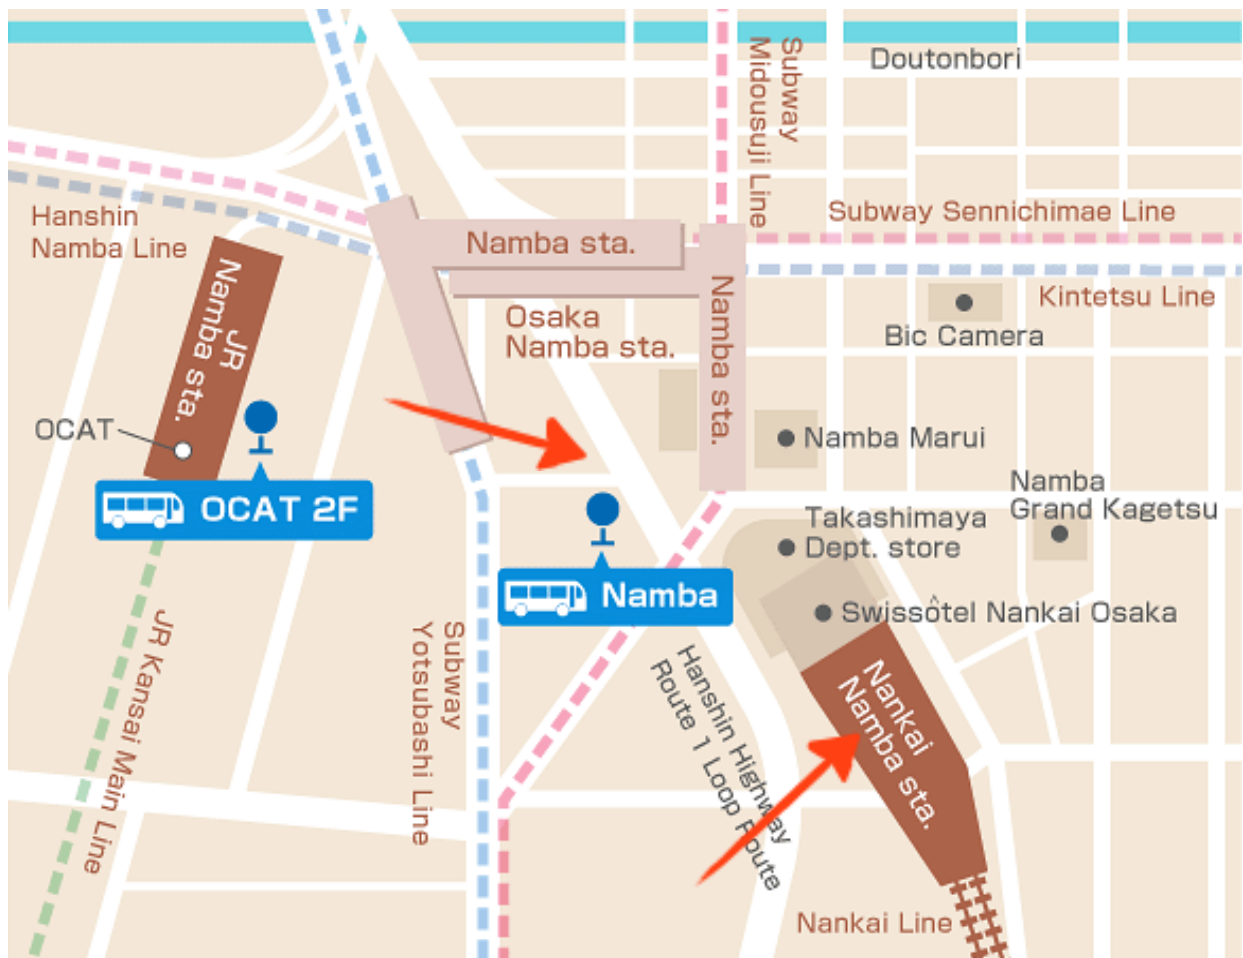 Doutonbori
Subway
Midousuji Line
Hanshin
Namba Line
Subway Sennichimae Line
Namba sta.
Kintetsu Line
JR
Namba sta.
Osaka
Namba sta.
Namba sta.
Bic Camera
OCAT
Namba Marui
OCAT 2F
Namba
Grand Kagetsu
Takashimaya
Dept. store
Namba
Swissôtel Nankai Osaka
JR Kansai Main Line
Subway
Yotsubashi Line
Hanshin Highway
Route 1 Loop Route
Nankai
Namba sta.
Nankai Line